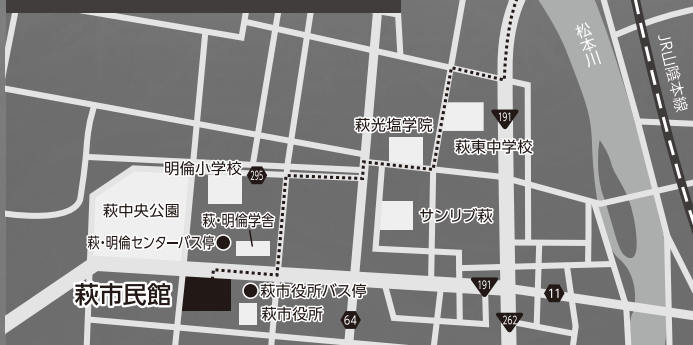 松本川
JR山陰本線
191
萩光塩学院
萩東中学校
明倫小学校
295
萩中央公園
萩・明倫学舎
サンリブ萩
萩・明倫センターバス停
萩市民館
萩市役所バス停
191
11
萩市役所
64
262